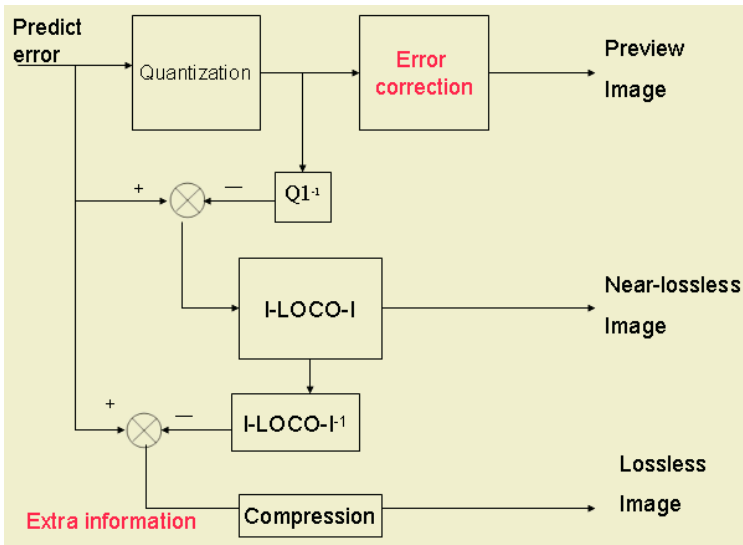 Predict
error
Quantization
Error
correction
Preview
Image
+
—
Q1⁻¹
I-LOCO-I
Near-lossless
Image
+
—
I-LOCO-I⁻¹
Lossless
Image
Extra information
Compression